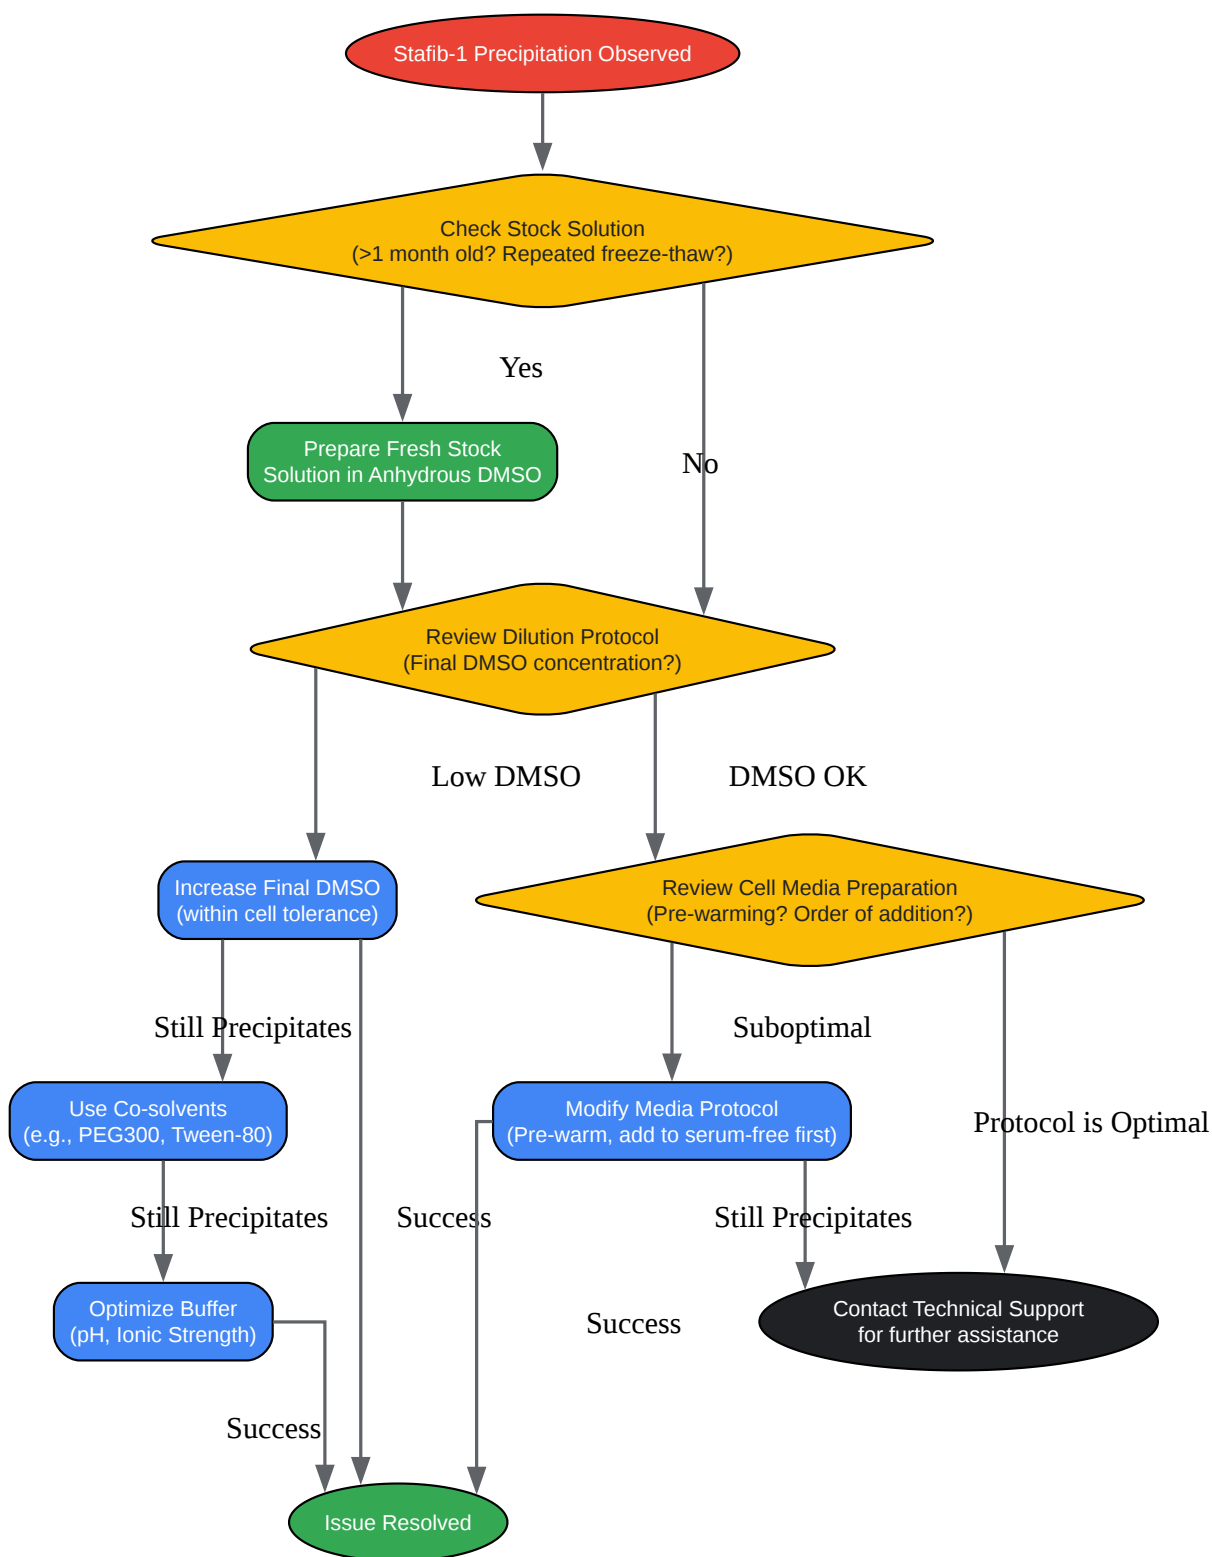 Stafib-1 Precipitation Observed
Check Stock Solution
(>1 month old? Repeated freeze-thaw?)
Yes
Prepare Fresh Stock
Solution in Anhydrous DMSO
No
Review Dilution Protocol
(Final DMSO concentration?)
Low DMSO
DMSO OK
Increase Final DMSO
(within cell tolerance)
Review Cell Media Preparation
(Pre-warming? Order of addition?)
Still Precipitates
Suboptimal
Use Co-solvents
(e.g., PEG300, Tween-80)
Modify Media Protocol
(Pre-warm, add to serum-free first)
Protocol is Optimal
Still Precipitates
Success
Still Precipitates
Optimize Buffer
(pH, Ionic Strength)
Success
Contact Technical Support
for further assistance
Success
Issue Resolved